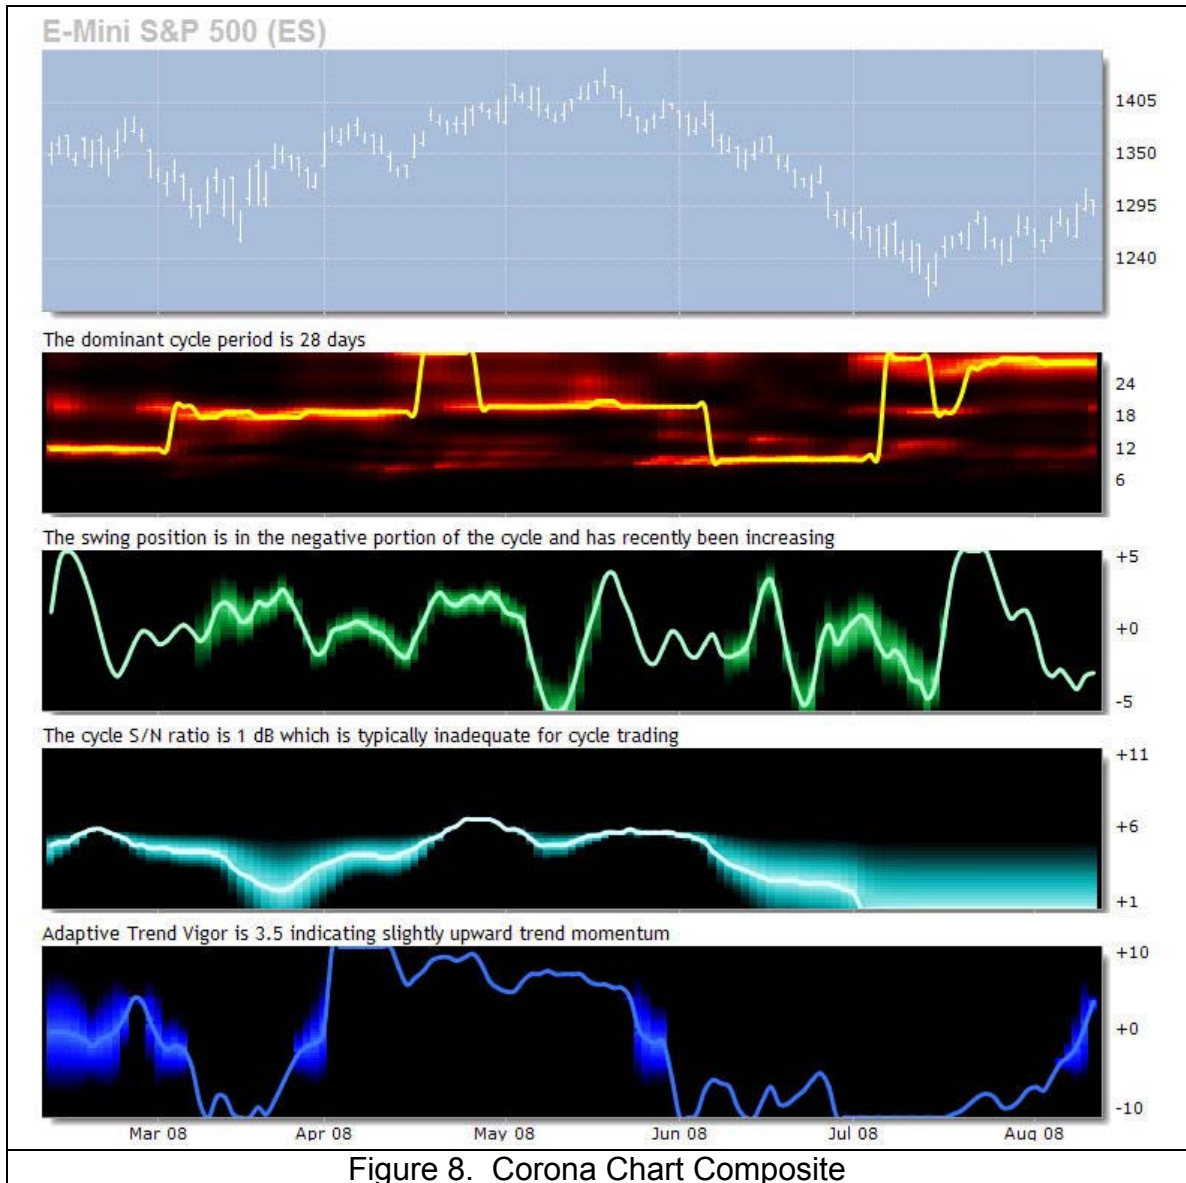 E-Mini S&P 500 (ES)
1405
1350
1295
1240
The dominant cycle period is 28 days
24
18
12
6
The swing position is in the negative portion of the cycle and has recently been increasing
+5
+0
-5
The cycle S/N ratio is 1 dB which is typically inadequate for cycle trading
+11
+6
+1
Adaptive Trend Vigor is 3.5 indicating slightly upward trend momentum
+10
+0
-10
Mar 08 Apr 08 May 08 Jun 08 Jul 08 Aug 08
Figure 8. Corona Chart Composite